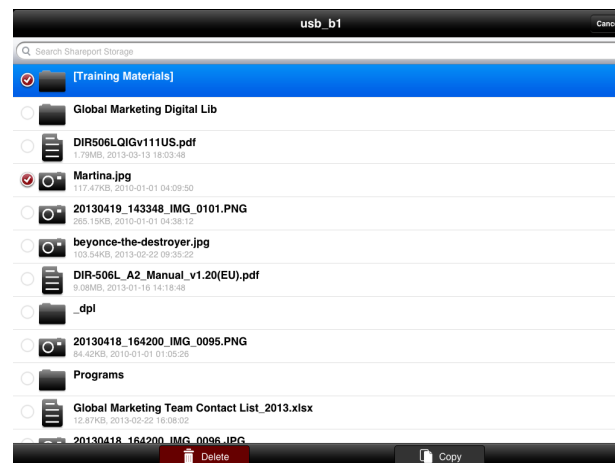 usb_b1
Search Shareport Storage
[Training Materials]
Global Marketing Digital Lib
DIR506LQIGv111US.pdf
1.79MB, 2013-03-13 18:03:48
Martina.jpg
117.47KB, 2010-01-01 04:09:50
20130419_143348_IMG_0101.PNG
265.15KB, 2010-01-01 04:38:12
beyonce-the-destroyer.jpg
103.54KB, 2013-02-22 09:35:22
DIR-506L_A2_Manual_v1.20(EU).pdf
9.08MB, 2013-01-16 14:18:48
_dpl
20130418_164200_IMG_0095.PNG
84.42KB, 2010-01-01 01:05:26
Programs
Global Marketing Team Contact List_2013.xlsx
12.87KB, 2013-02-22 16:08:02
20130418_164200_IMG_0096.JPG
Delete
Copy